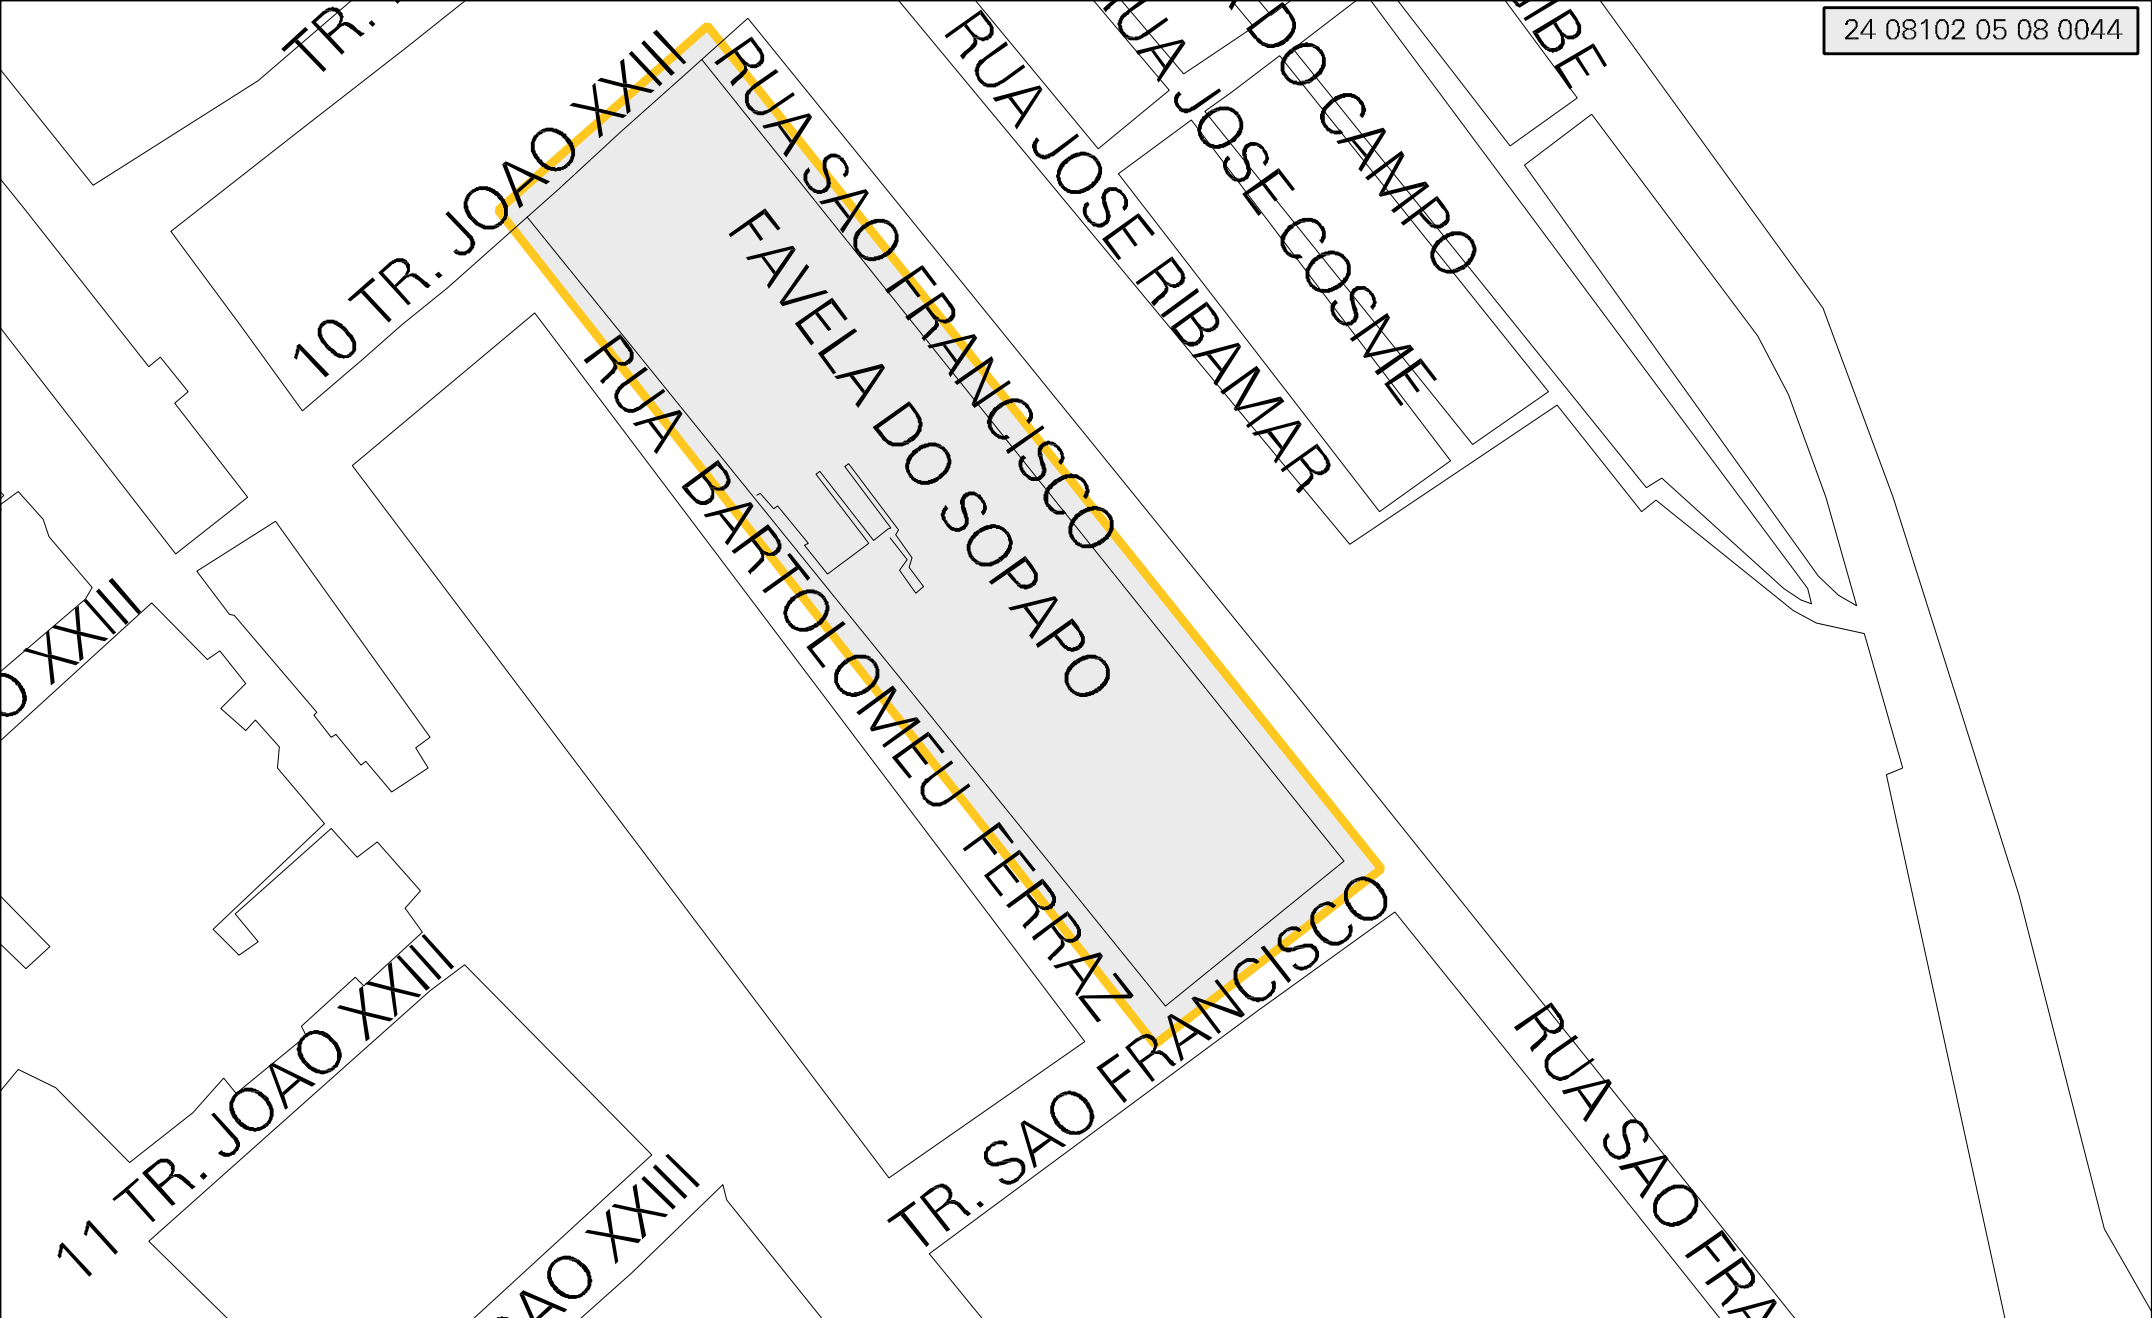 24 08102 05 08 0044
TR.
10 TR. JOAO XXIII
RUA SAO FRANCISCO
RUA JOSE RIBAMAR
RUA JOSE COSME
DO CAMPO
FAVELA DO SOPAPO
RUA BARTOLOMEU FERRAZ
O XXIII
11 TR. JOAO XXIII
TR. SAO FRANCISCO
RUA SAO FRA
AO XXIII